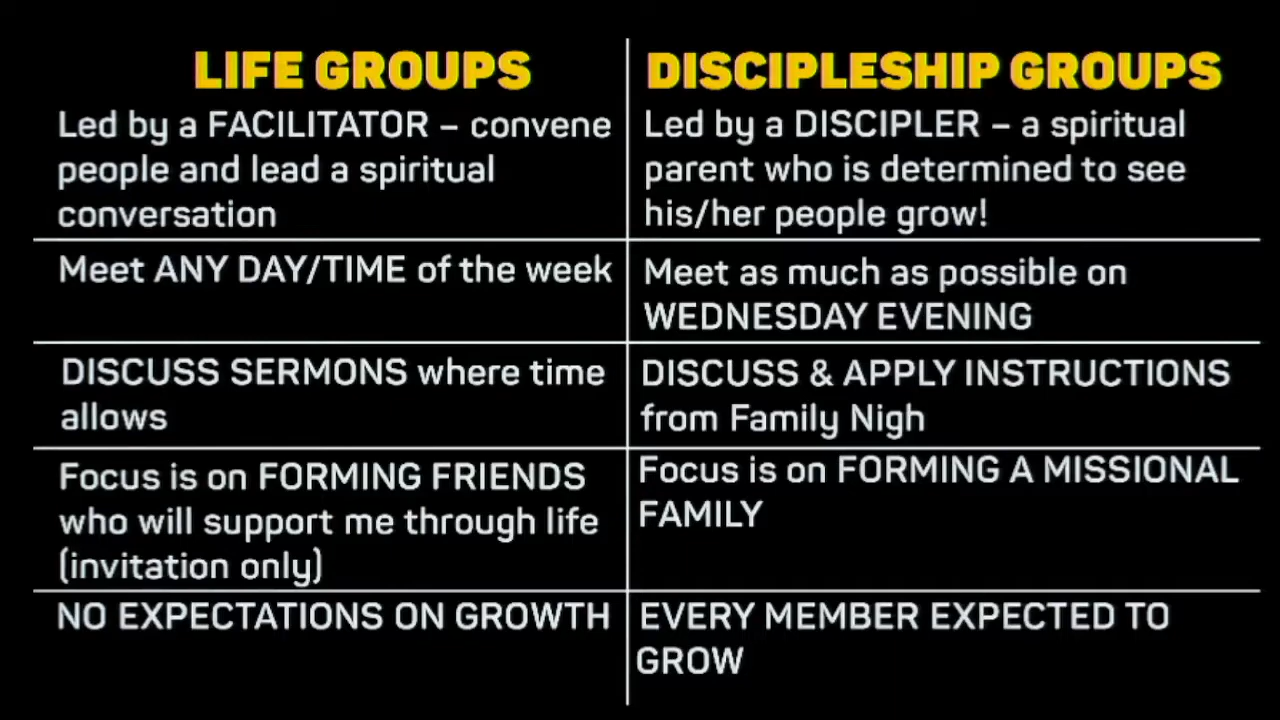 LIFE GROUPS
DISCIPLESHIP GROUPS
Led by a FACILITATOR – convene
people and lead a spiritual
conversation
Led by a DISCIPLER – a spiritual
parent who is determined to see
his/her people grow!
Meet ANY DAY/TIME of the week
Meet as much as possible on
WEDNESDAY EVENING
DISCUSS SERMONS where time
allows
DISCUSS & APPLY INSTRUCTIONS
from Family Nigh
Focus is on FORMING FRIENDS
who will support me through life
(invitation only)
Focus is on FORMING A MISSIONAL
FAMILY
NO EXPECTATIONS ON GROWTH
EVERY MEMBER EXPECTED TO
GROW